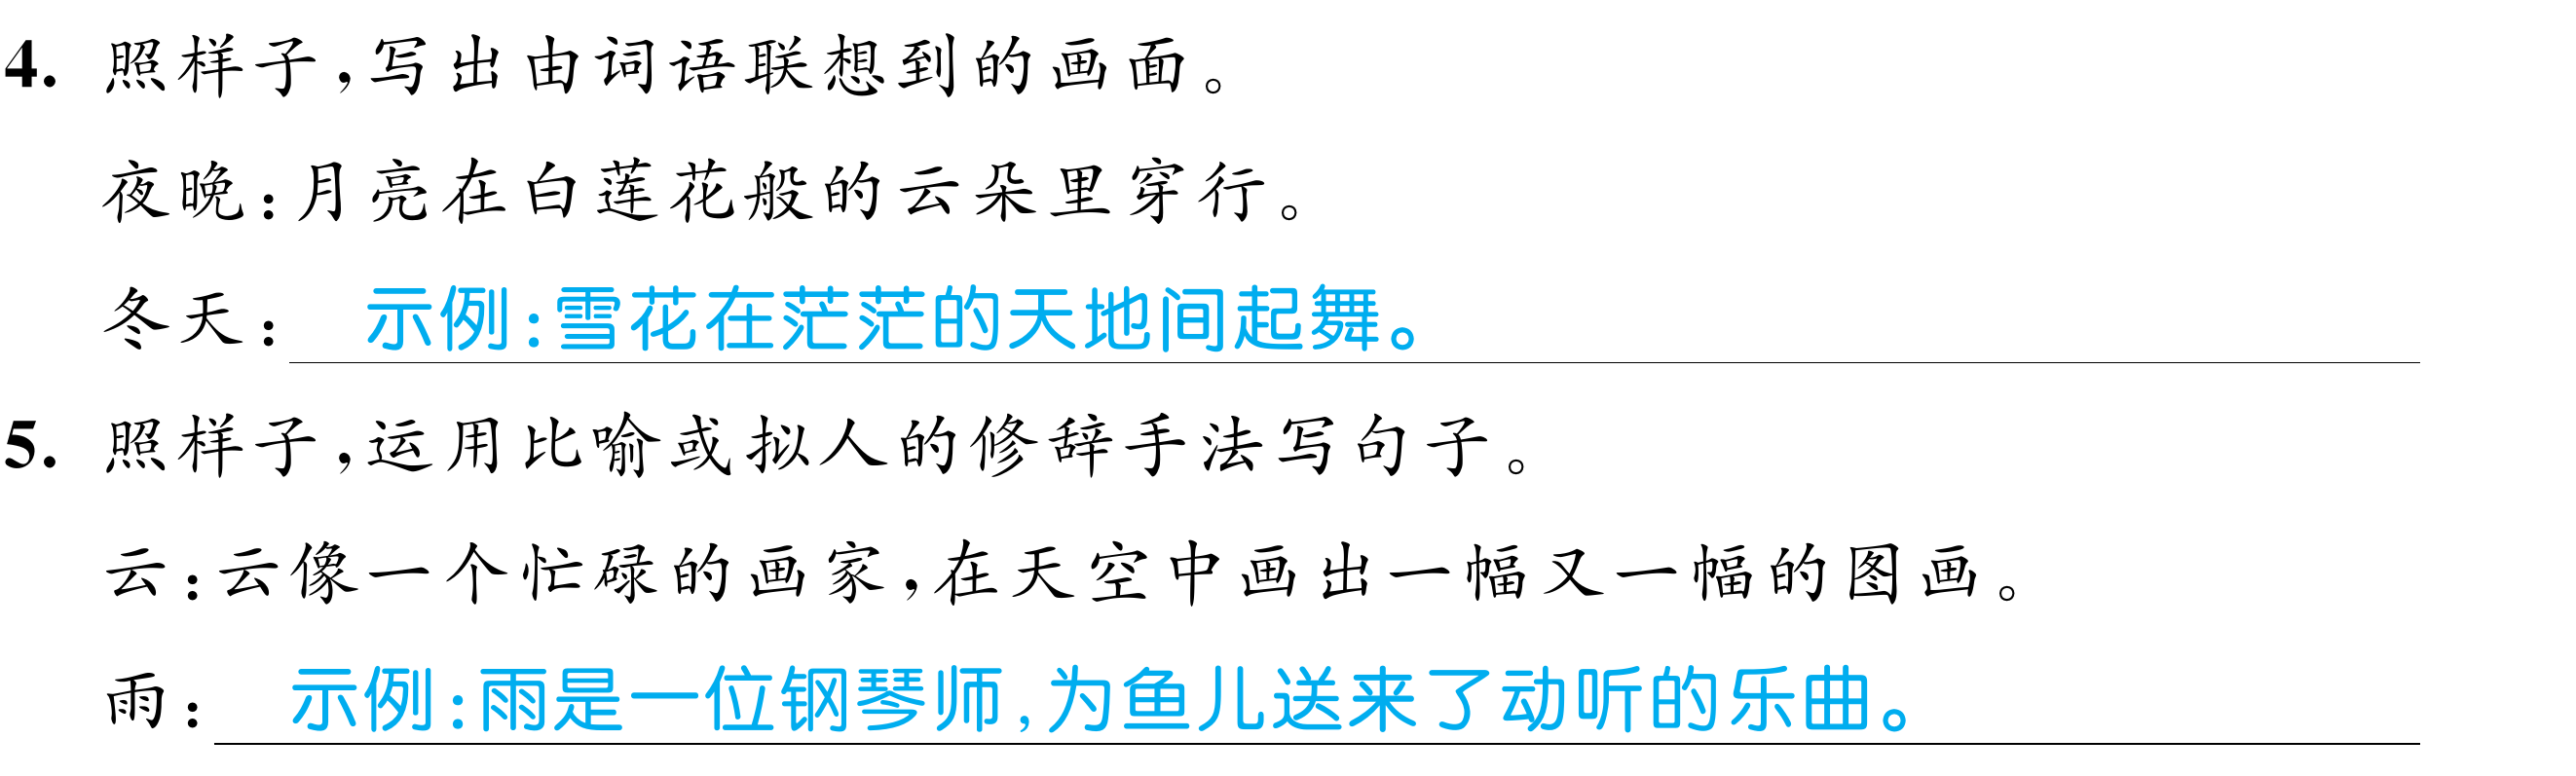 4. 照样子,写出由词语联想到的画面。
夜晚:月亮在白莲花般的云朵里穿行。
冬天: 示例:雪花在茫茫的天地间起舞。
5. 照样子,运用比喻或拟人的修辞手法写句子。
云:云像一个忙碌的画家,在天空中画出一幅又一幅的图画。
雨: 示例:雨是一位钢琴师,为鱼儿送来了动听的乐曲。